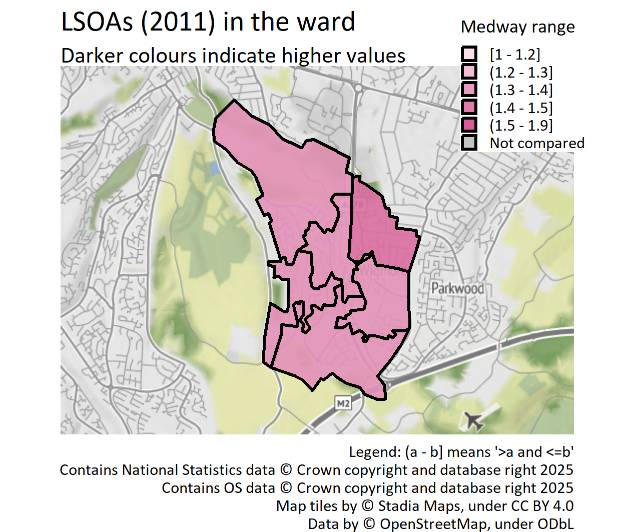 LSOAs (2011) in the ward
Darker colours indicate higher values
Medway range
[1 - 1.2]
(1.2 - 1.3]
(1.3 - 1.4]
(1.4 - 1.5]
(1.5 - 1.9]
Not compared
Parkwood
M2
Legend: (a - b] means '>a and <=b'
Contains National Statistics data © Crown copyright and database right 2025
Contains OS data © Crown copyright and database right 2025
Map tiles by © Stadia Maps, under CC BY 4.0
Data by © OpenStreetMap, under ODbL